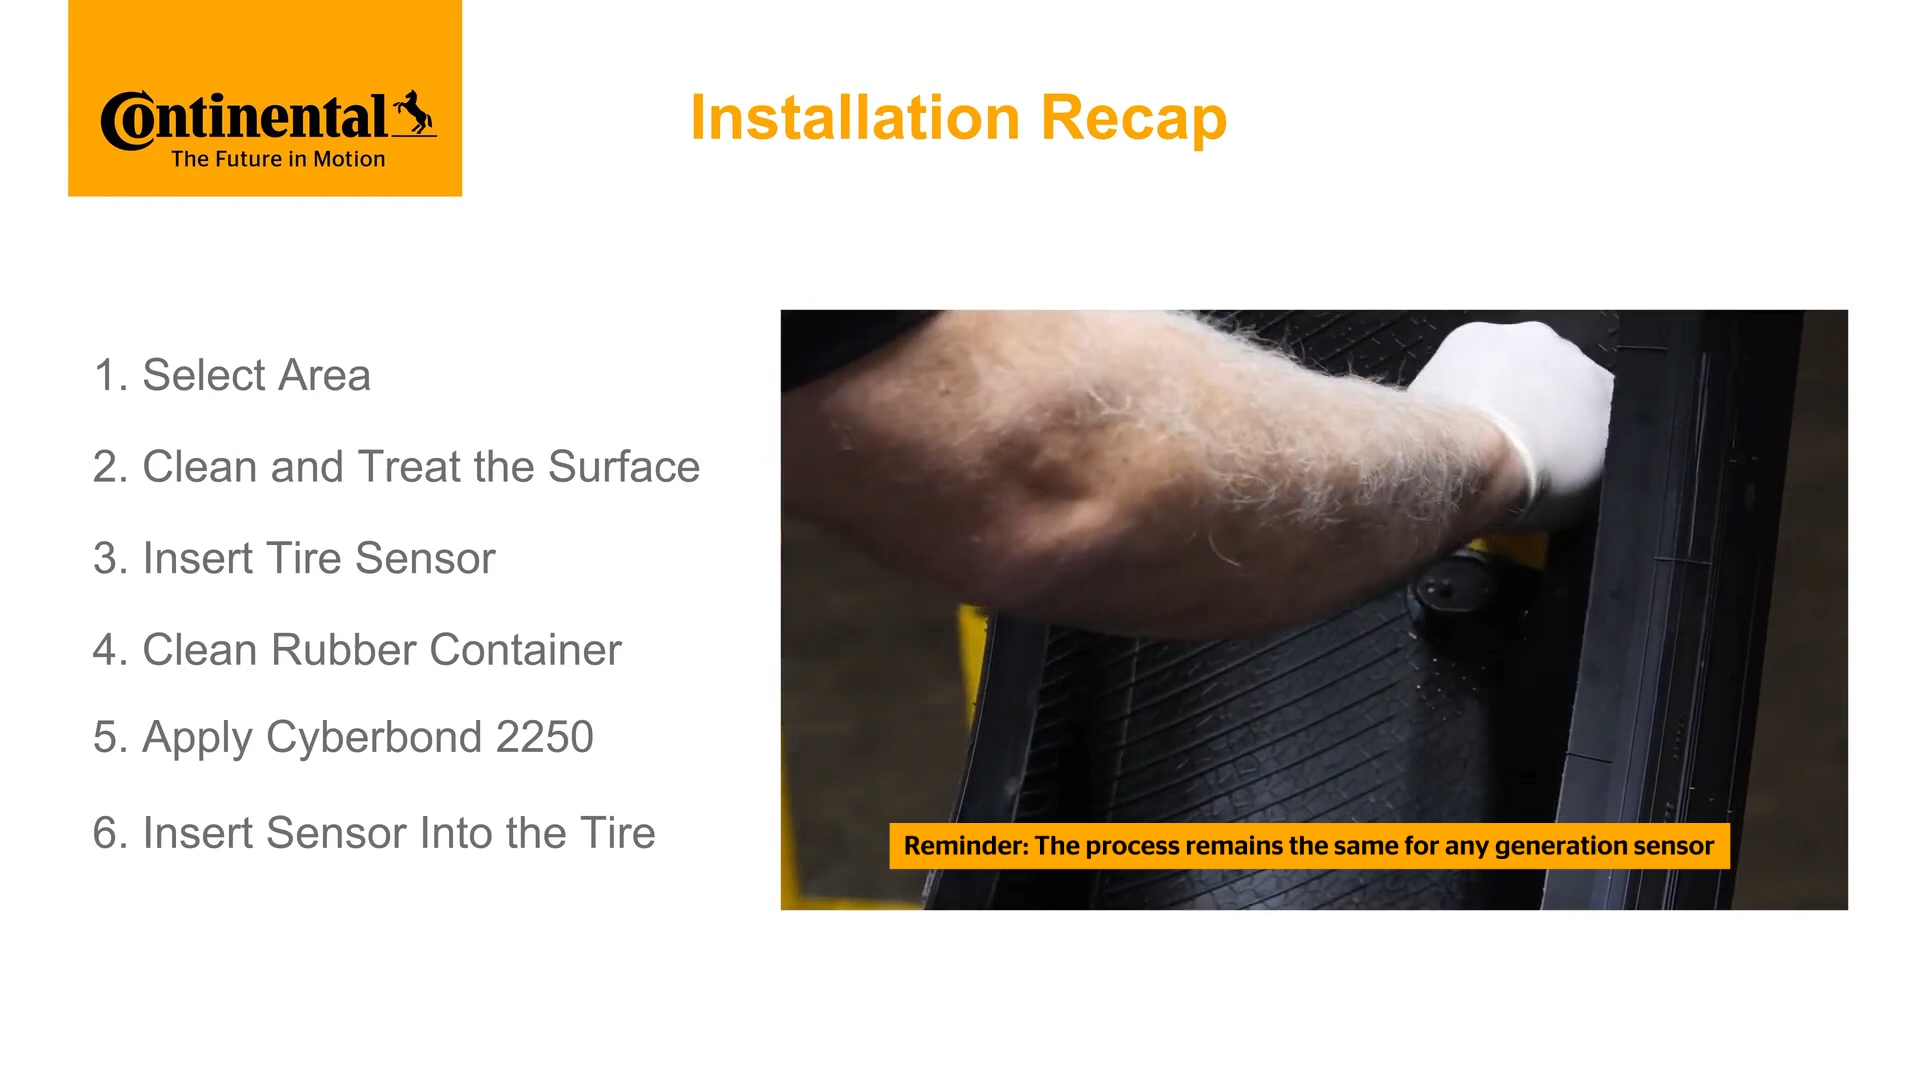 Continental
The Future in Motion
Installation Recap
1. Select Area
2. Clean and Treat the Surface
3. Insert Tire Sensor
4. Clean Rubber Container
5. Apply Cyberbond 2250
6. Insert Sensor Into the Tire
Reminder: The process remains the same for any generation sensor